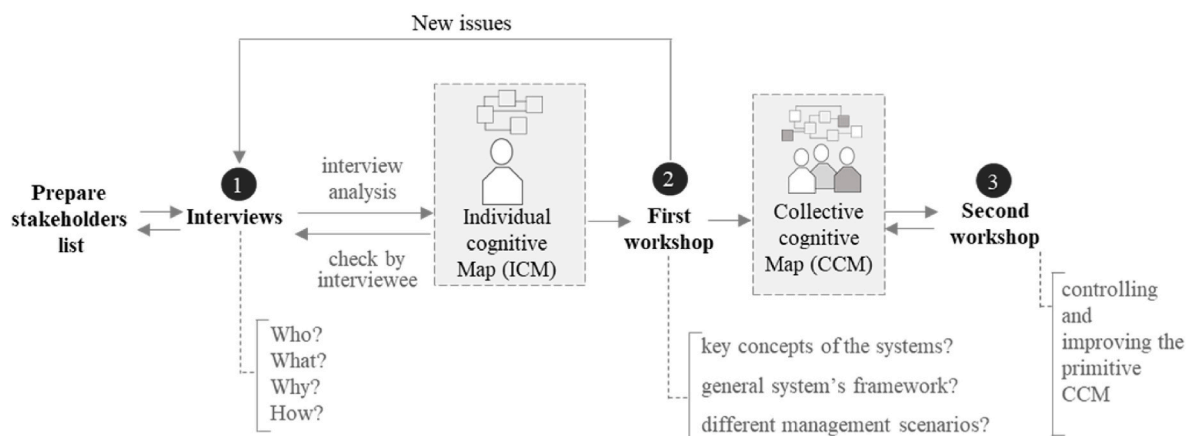 New issues
Prepare
stakeholders
list
1
Interviews
interview
analysis
check by
interviewee
Individual
cognitive
Map (ICM)
2
First
workshop
Collective
cognitive
Map (CCM)
3
Second
workshop
Who?
What?
Why?
How?
key concepts of the systems?
general system's framework?
different management scenarios?
controlling
and
improving the
primitive
CCM